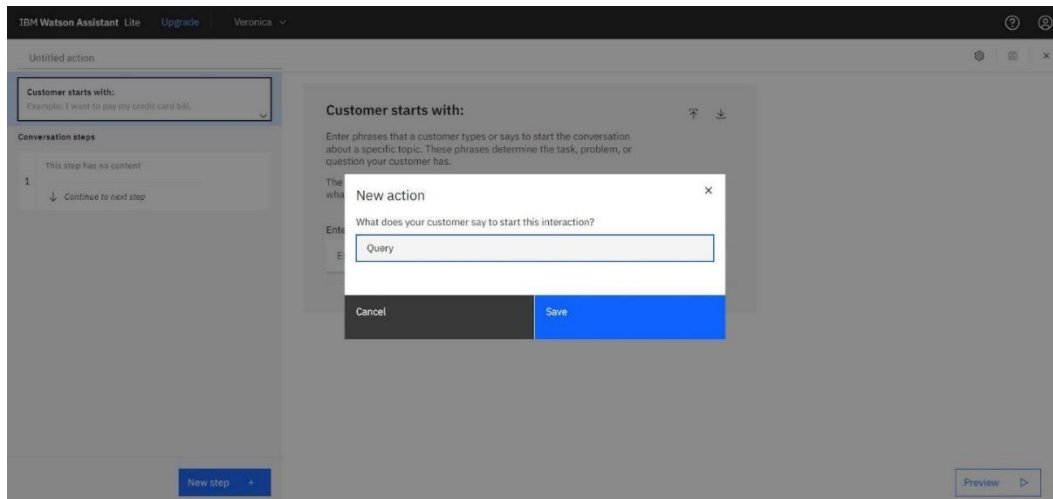 IBM Watson Assistant Lite Upgrade Veronica
Untitled action
Customer starts with:
Example: I want to pay my credit card bill.
Conversation steps
This step has no content
1
Continue to next step
New step +
Customer starts with:
Enter phrases that a customer types or says to start the conversation
about a specific topic. These phrases determine the task, problem, or
question your customer has.
The
New action
What does your customer say to start this interaction?
Query
Cancel
Save
Preview